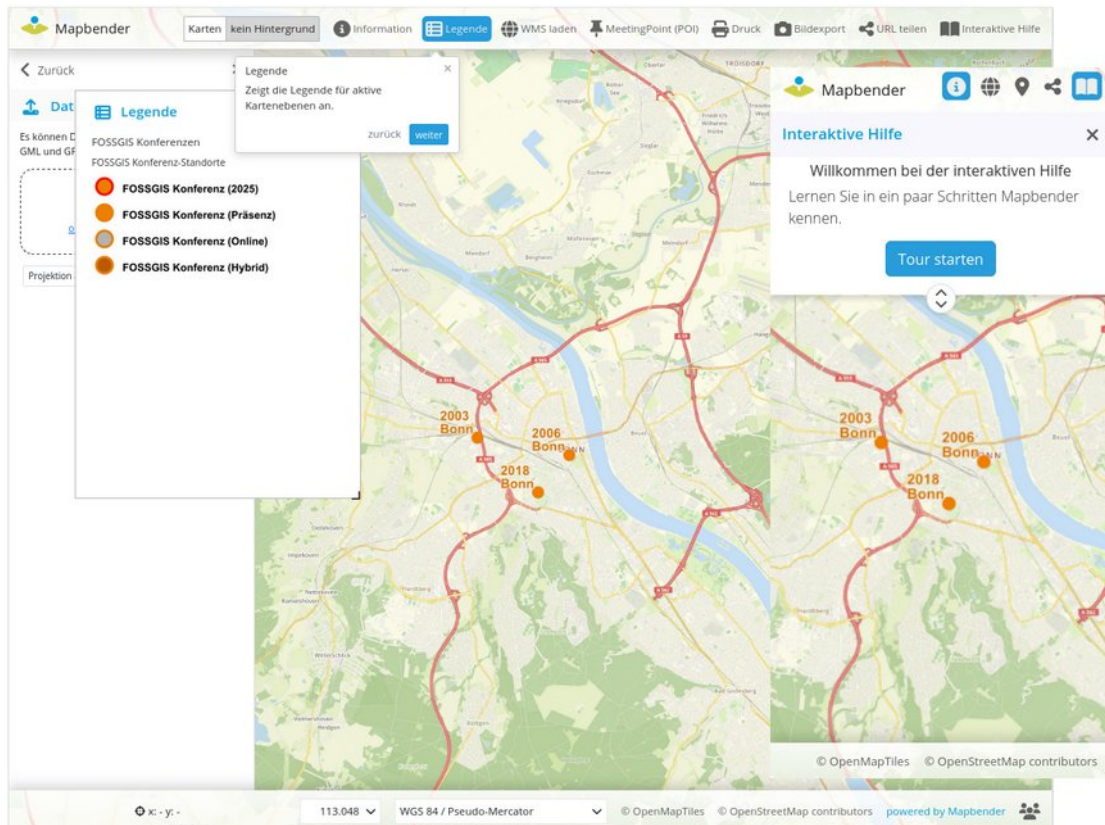 Mapbender
Karten kein Hintergrund Information Legende WMS laden MeetingPoint (POI) Druck Bildexport URL teilen Interaktive Hilfe
Zurück
Dat
Es können D
GML und GP
Projektion
Legende
FOSSGIS Konferenzen
FOSSGIS Konferenz-Standorte
FOSSGIS Konferenz (2025)
FOSSGIS Konferenz (Präsenz)
FOSSGIS Konferenz (Online)
FOSSGIS Konferenz (Hybrid)
Legende
Zeigt die Legende für aktive
Kartenebenen an.
zurück weiter
TROISDORF
2003
Bonn
2006
Bonn
2018
Bonn
Mapbender
Interaktive Hilfe
Willkommen bei der interaktiven Hilfe
Lernen Sie in ein paar Schritten Mapbender
kennen.
Tour starten
2003
Bonn
2006
Bonn
2018
Bonn
© OpenMapTiles © OpenStreetMap contributors
x: - y: - 113.048 WGS 84 / Pseudo-Mercator © OpenMapTiles © OpenStreetMap contributors powered by Mapbender